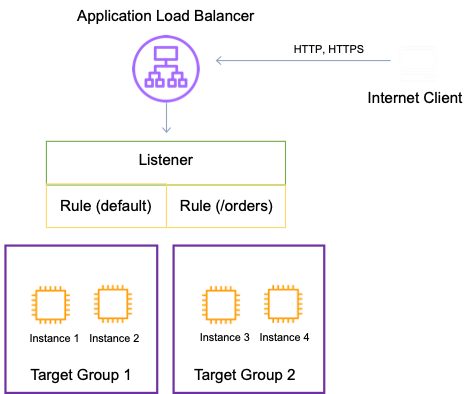 Application Load Balancer
HTTP, HTTPS
Internet Client
Listener
Rule (default)
Rule (/orders)
Instance 1
Instance 2
Instance 3
Instance 4
Target Group 1
Target Group 2